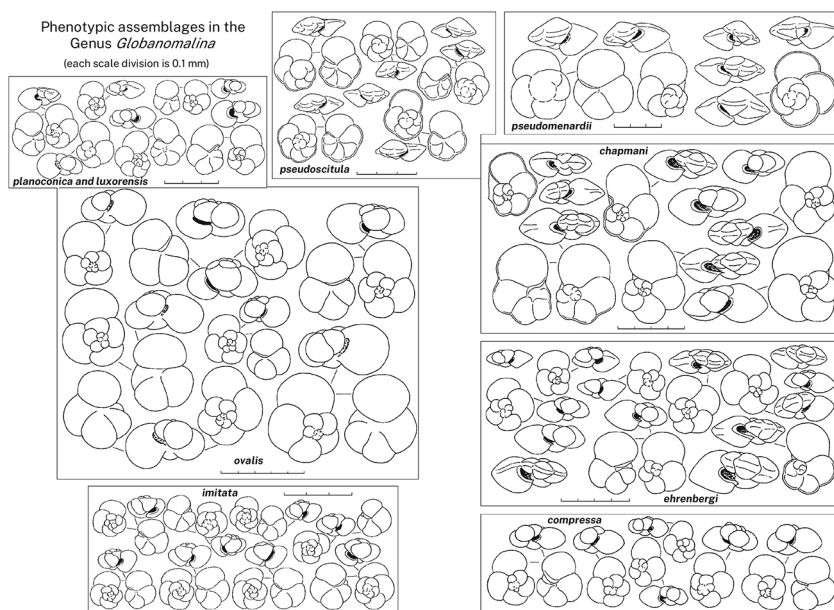 Phenotypic assemblages in the
Genus Globanomalina
(each scale division is 0.1 mm)
planoconica and luxorensis
pseudoscitula
pseudomenardii
chapmani
ovalis
ehrenbergi
imitata
compressa